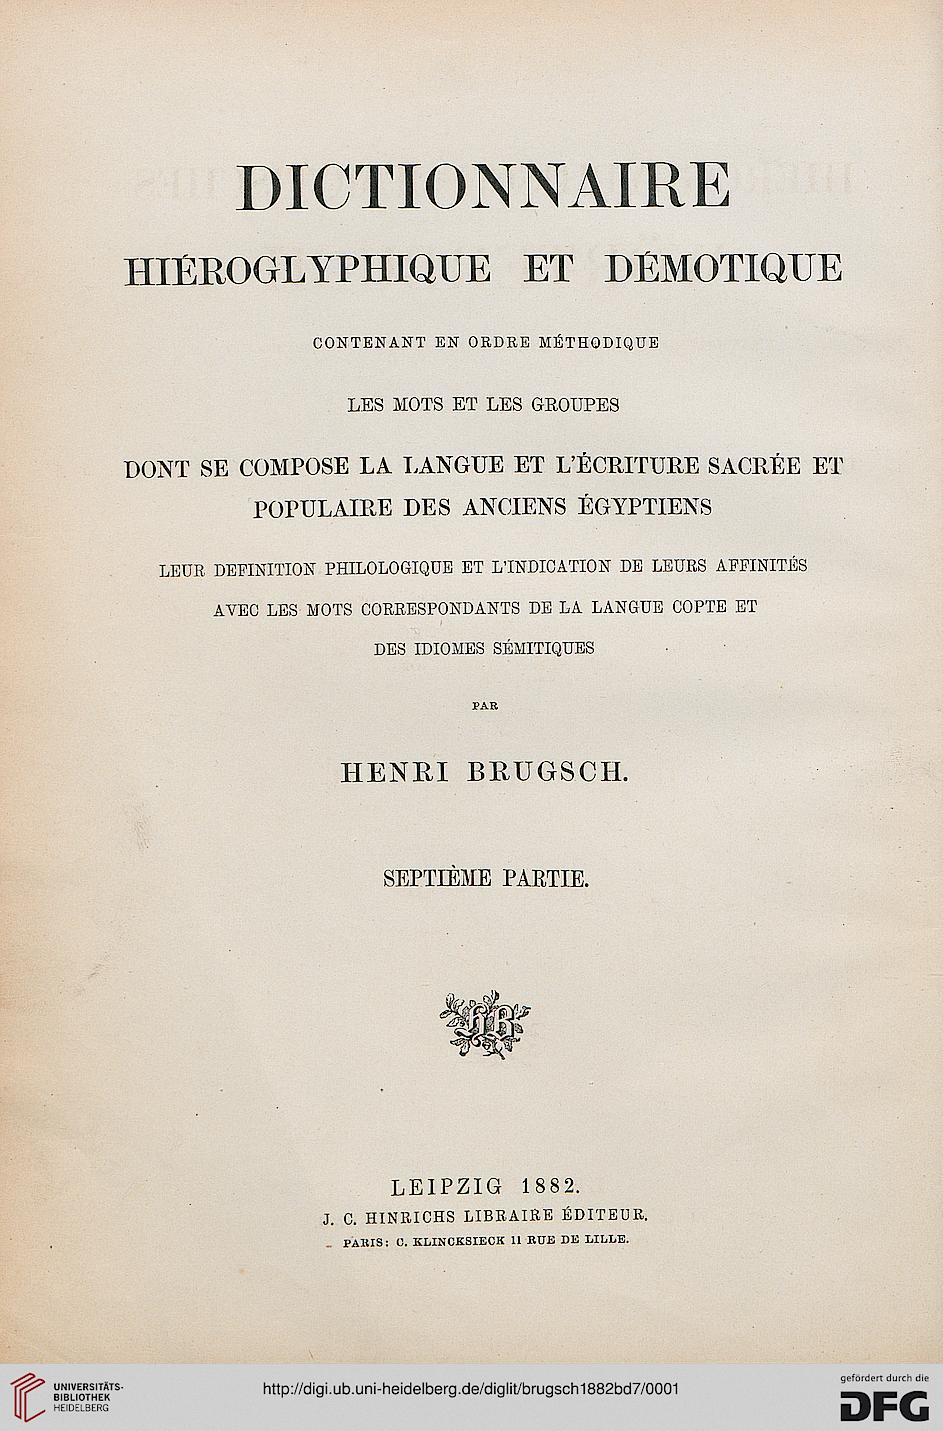 DICTIONNAIRE
HIÉROGLYPHIQUE ET DÉMOTIQUE
CONTENANT EN ORDRE MÉTHODIQUE
LES MOTS ET LES GROUPES
DONT SE COMPOSE LA LANGUE ET L'ÉCRITURE SACRÉE ET
POPULAIRE DES ANCIENS ÉGYPTIENS
LEUR DEFINITION PHILOLOGIQUE ET L'INDICATION DE LEURS AFFINITÉS
AVEC LES MOTS CORRESPONDANTS DE LA LANGUE COPTE ET
DES IDIOMES SÉMITIQUES
PAR
HENRI BRUGSCH.
SEPTIÈME PARTIE.
HB
LEIPZIG 1882.
J. C. HINRICHS LIBRAIRE ÉDITEUR.
PARIS: C. KLINCKSIECK 11 RUE DE LILLE.
UNIVERSITÄTS-
BIBLIOTHEK
HEIDELBERG
http://digi.ub.uni-heidelberg.de/diglit/brugsch1882bd7/0001
gefördert durch die
DFG